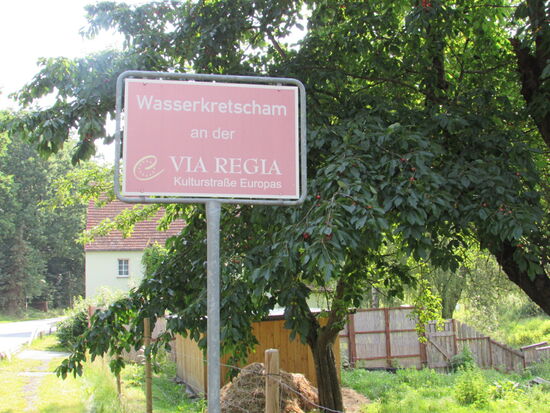 Wasserkretscham
an der
VIA REGIA
Kulturstraße Europas